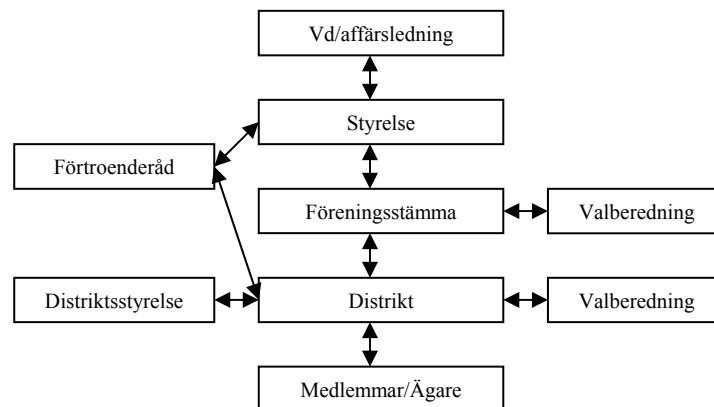 Vd/affärsledning
Styrelse
Förtroenderåd
Föreningsstämma
Valberedning
Distriktsstyrelse
Distrikt
Valberedning
Medlemmar/Ägare